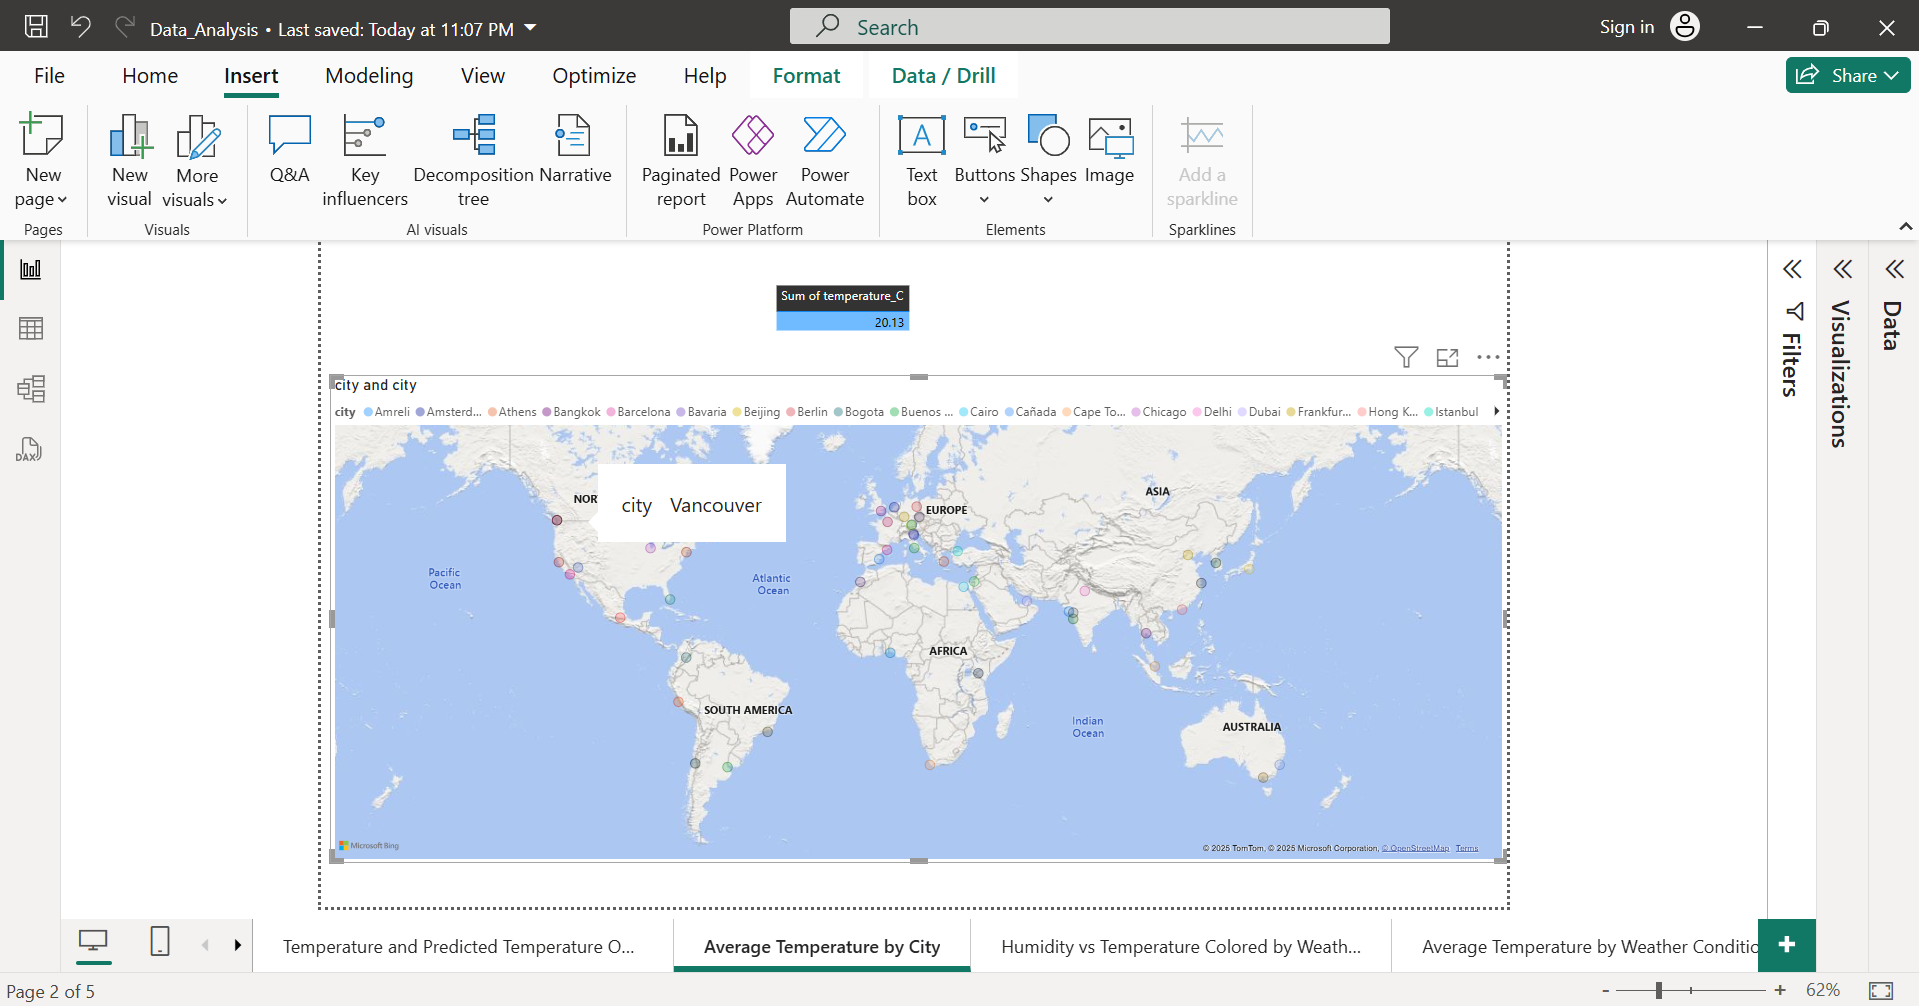 Data_Analysis • Last saved: Today at 11:07 PM
Search
Sign in
File Home Insert Modeling View Optimize Help Format Data / Drill
Share
New page
New visual
More visuals
Q&A
Key influencers
Decomposition tree
Narrative
Paginated report
Power Apps
Power Automate
Text box
Buttons
Shapes
Image
Add a sparkline
Pages
Visuals
AI visuals
Power Platform
Elements
Sparklines
Sum of temperature_C
20.13
Filters
Visualizations
Data
DAX
city and city
city Amreli Amsterd... Athens Bangkok Barcelona Bavaria Beijing Berlin Bogota Buenos ... Cairo Cañada Cape To... Chicago Delhi Dubai Frankfur... Hong K... Istanbul
NOR
city Vancouver
EUROPE
ASIA
Pacific Ocean
Atlantic Ocean
AFRICA
SOUTH AMERICA
Indian Ocean
AUSTRALIA
Microsoft Bing
© 2025 TomTom, © 2025 Microsoft Corporation, © OpenStreetMap Terms
Temperature and Predicted Temperature O...
Average Temperature by City
Humidity vs Temperature Colored by Weath...
Average Temperature by Weather Conditio
+
Page 2 of 5
- + 62%